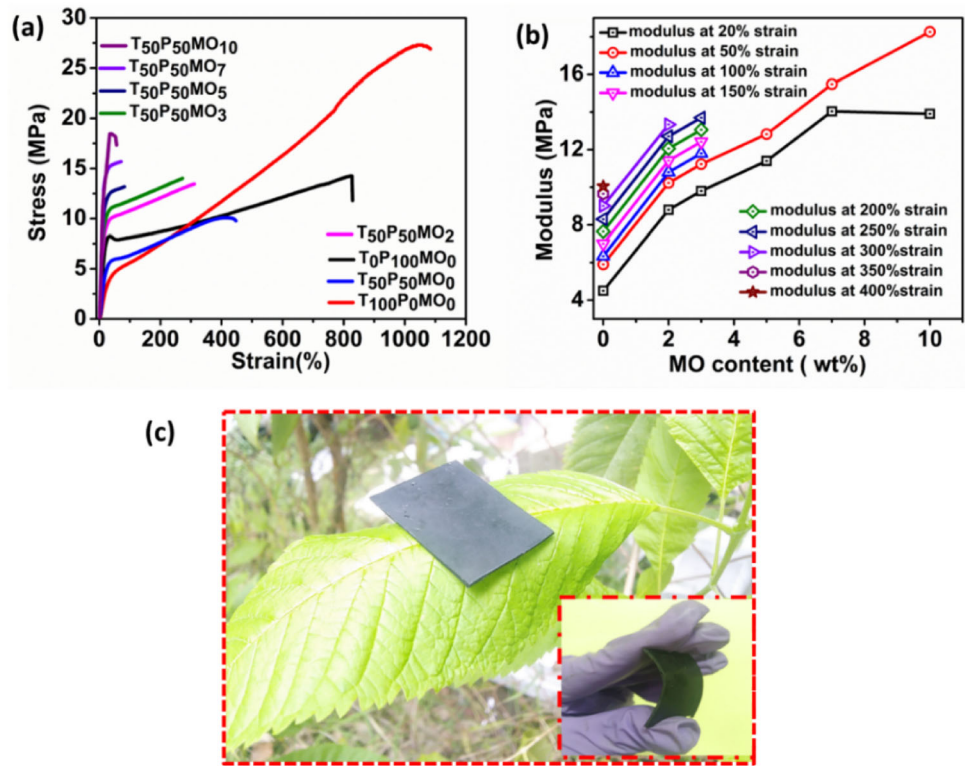 (a)
30
25
20
15
10
5
0
Stress (MPa)
T50P50MO10
T50P50MO7
T50P50MO5
T50P50MO3
T50P50MO2
T0P100MO0
T50P50MO0
T100P0MO0
0 200 400 600 800 1000 1200
Strain(%)
(b)
16
12
8
4
Modulus (MPa)
modulus at 20% strain
modulus at 50% strain
modulus at 100% strain
modulus at 150% strain
modulus at 200% strain
modulus at 250% strain
modulus at 300%strain
modulus at 350%strain
modulus at 400%strain
0 2 4 6 8 10
MO content ( wt%)
(c)